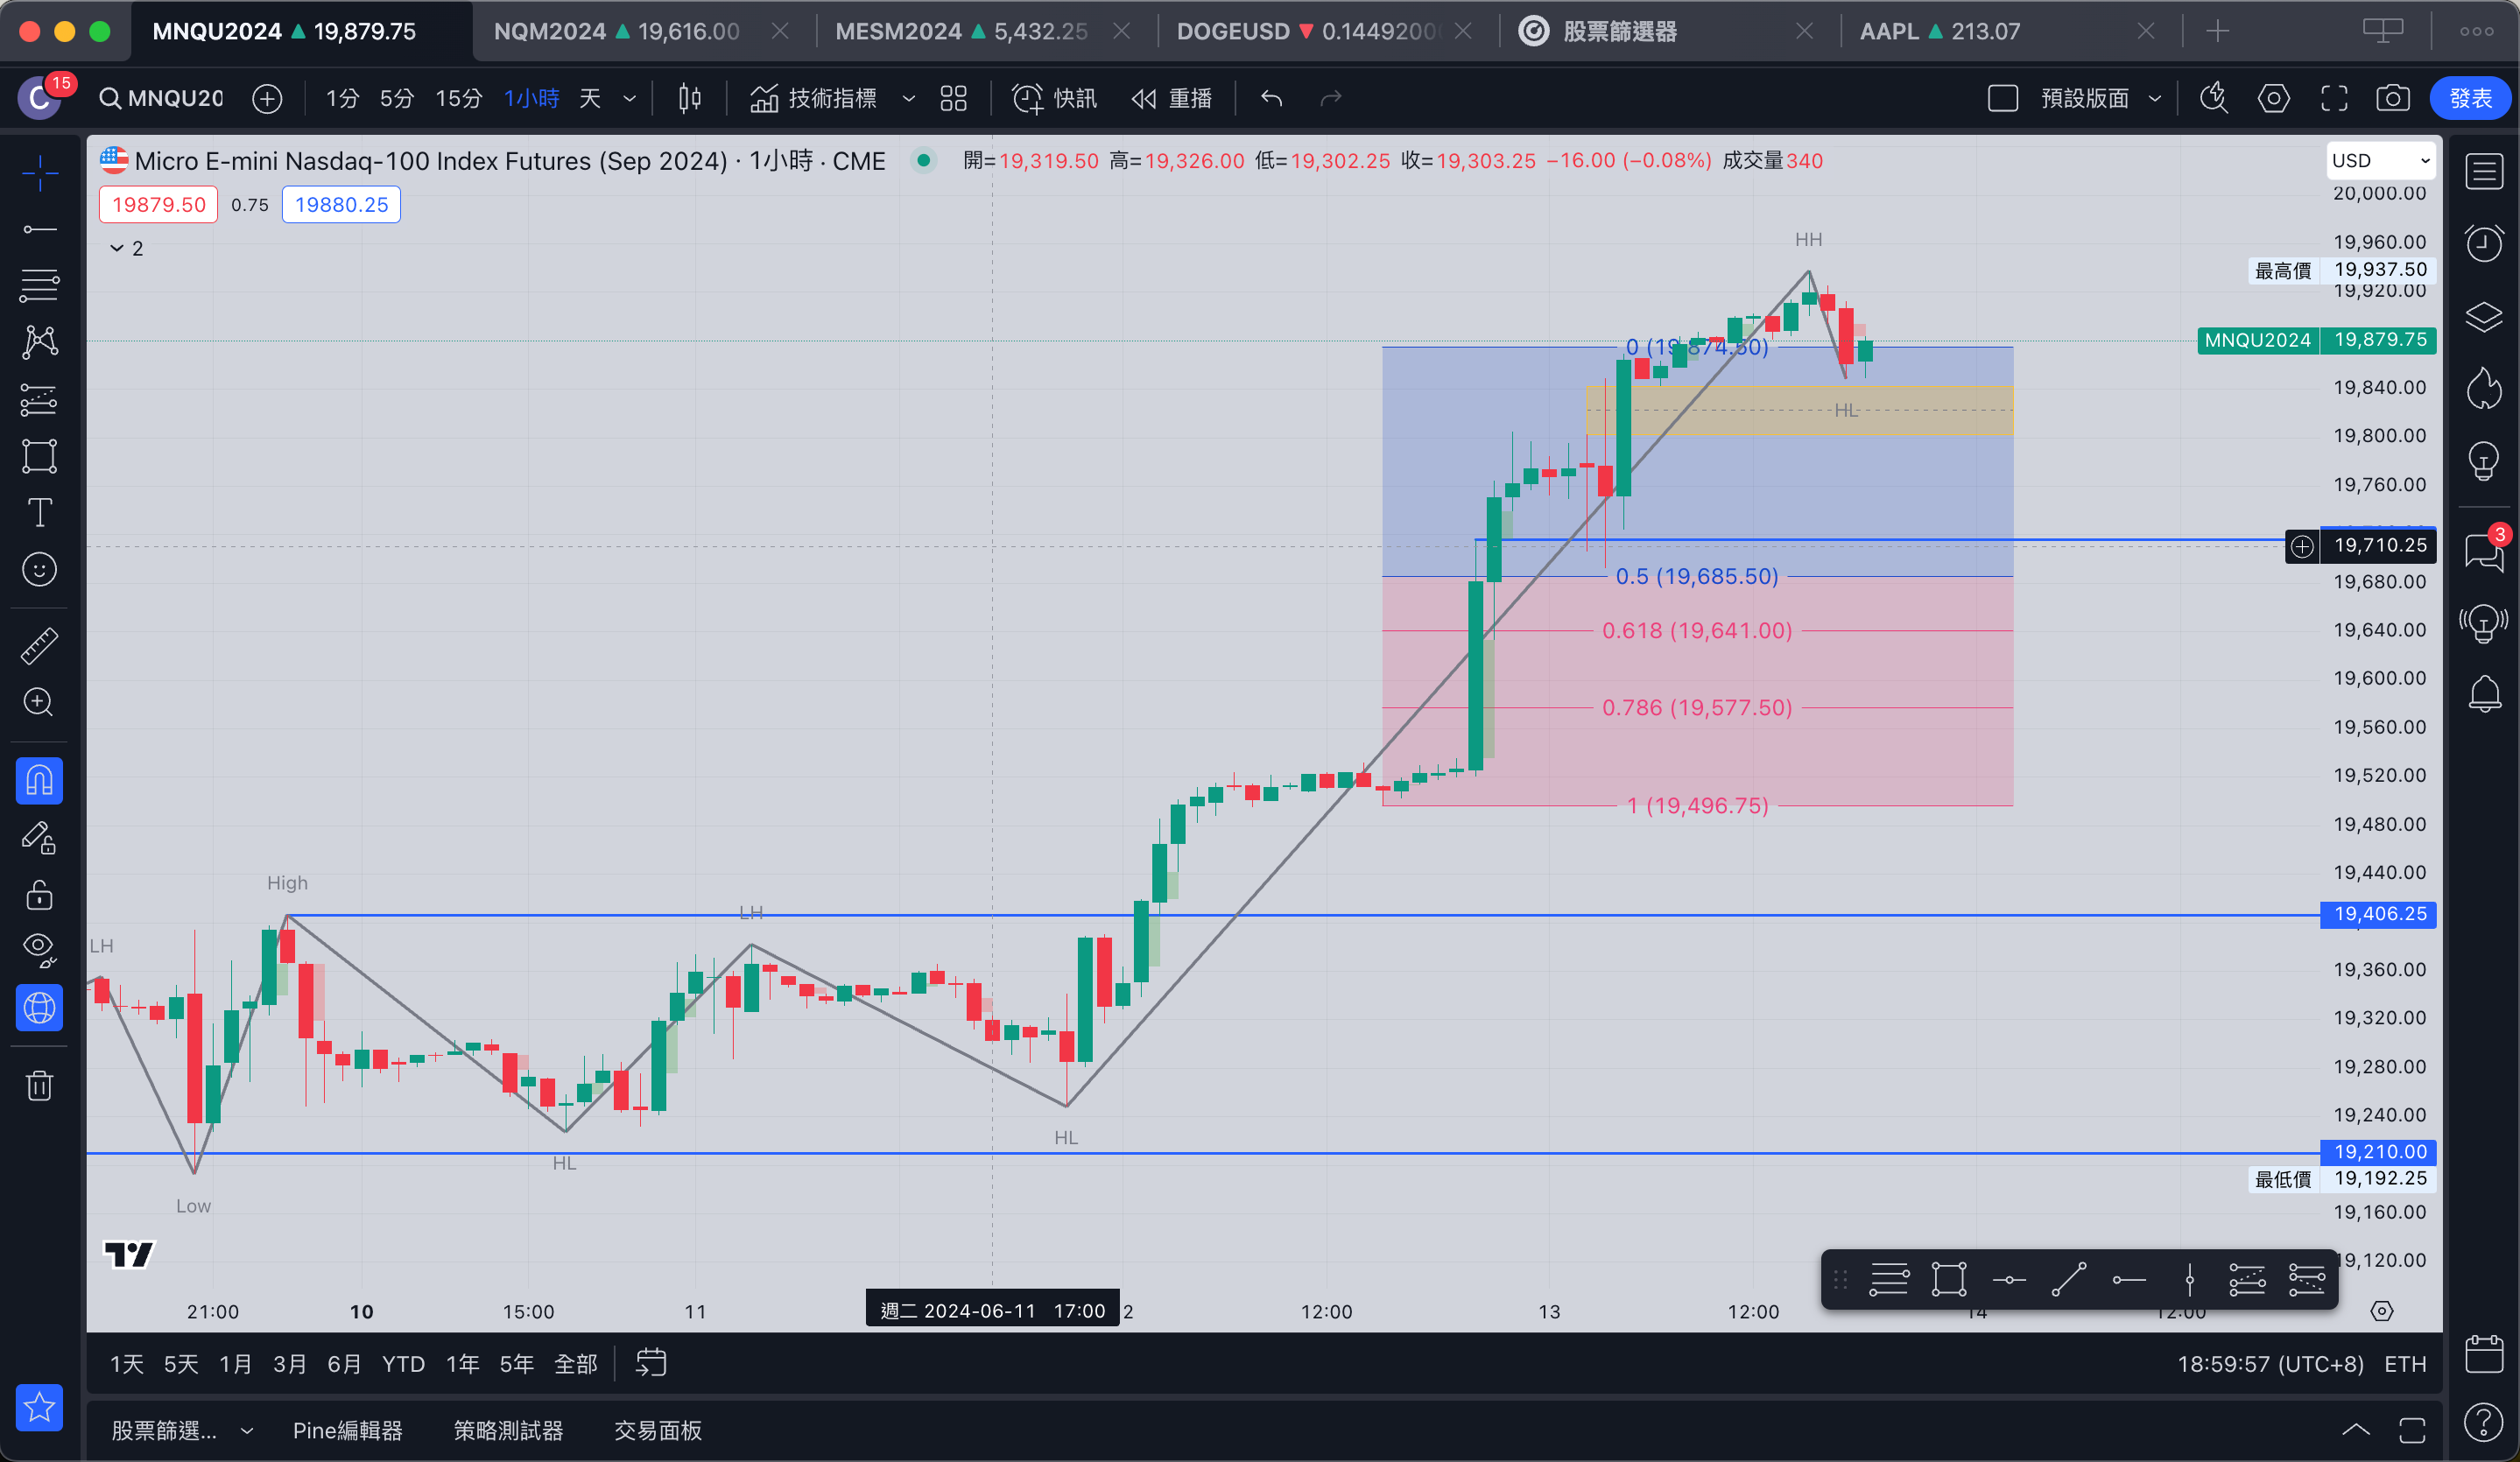 MNQU2024 ▲ 19,879.75
NQM2024 ▲ 19,616.00
MESM2024 ▲ 5,432.25
DOGEUSD ▼ 0.1449200
股票篩選器
AAPL ▲ 213.07
C 15
MNQU20
1分 5分 15分 1小時 天
技術指標
快訊
重播
預設版面
發表
Micro E-mini Nasdaq-100 Index Futures (Sep 2024) · 1小時 · CME
開=19,319.50 高=19,326.00 低=19,302.25 收=19,303.25 −16.00 (−0.08%) 成交量340
USD
19879.50 0.75 19880.25
2
20,000.00
19,960.00
最高價 19,937.50
19,920.00
MNQU2024 19,879.75
19,840.00
19,800.00
19,760.00
19,710.25
19,680.00
19,640.00
19,600.00
19,560.00
19,520.00
19,480.00
19,440.00
19,406.25
19,360.00
19,320.00
19,280.00
19,240.00
19,210.00
最低價 19,192.25
19,160.00
19,120.00
HH
0 (19,874.50)
HL
0.5 (19,685.50)
0.618 (19,641.00)
0.786 (19,577.50)
1 (19,496.75)
High
LH
LH
HL
HL
Low
21:00 10 15:00 11 週二 2024-06-11 17:00 2 12:00 13 12:00 14 12:00
3
1天 5天 1月 3月 6月 YTD 1年 5年 全部
18:59:57 (UTC+8) ETH
股票篩選... Pine編輯器 策略測試器 交易面板